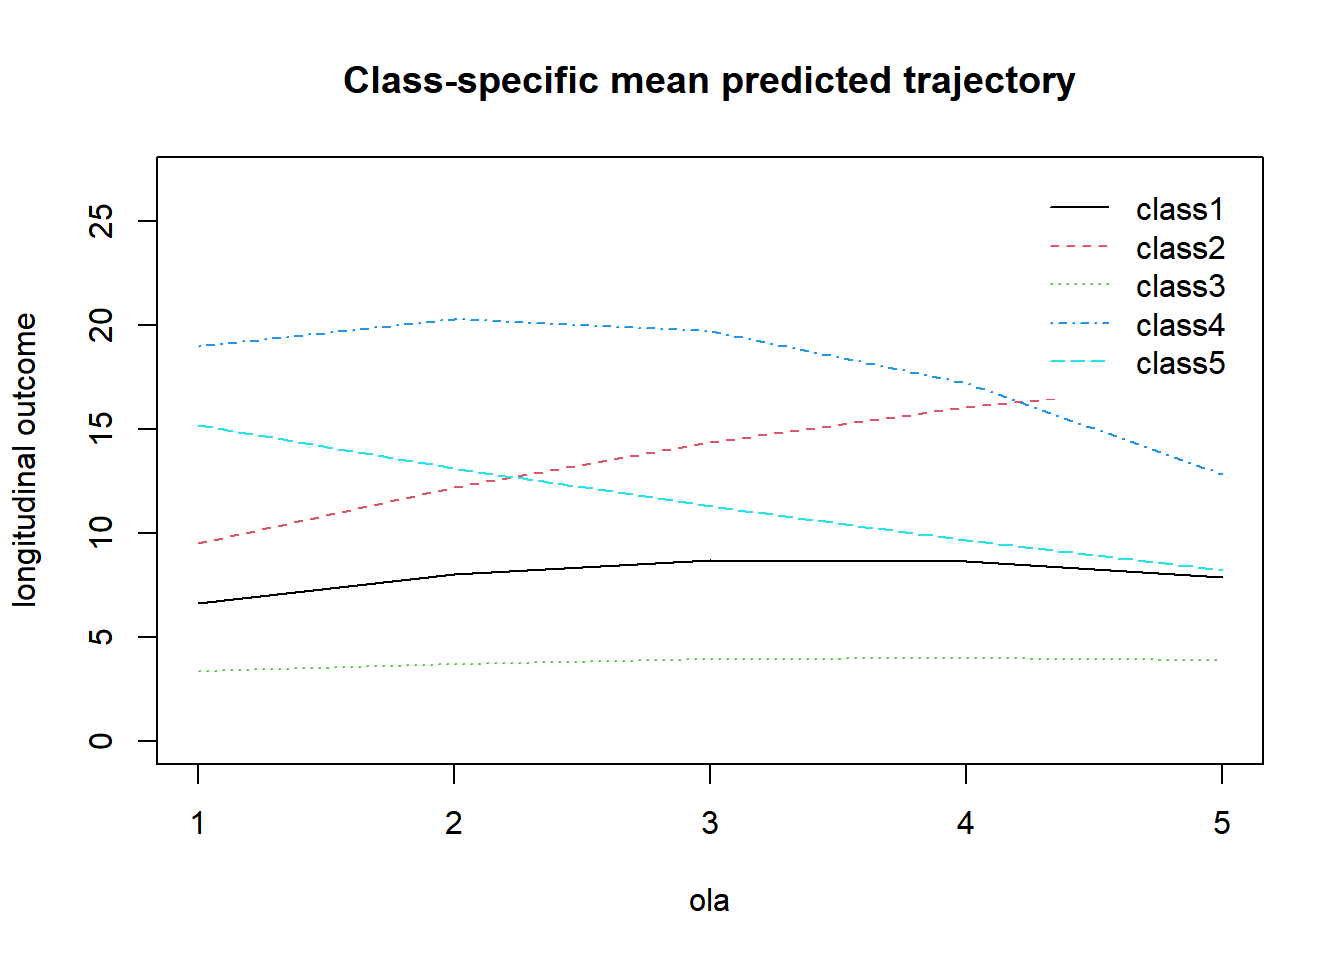 Class-specific mean predicted trajectory
longitudinal outcome
25
20
15
10
5
0
class1
class2
class3
class4
class5
1 2 3 4 5
ola